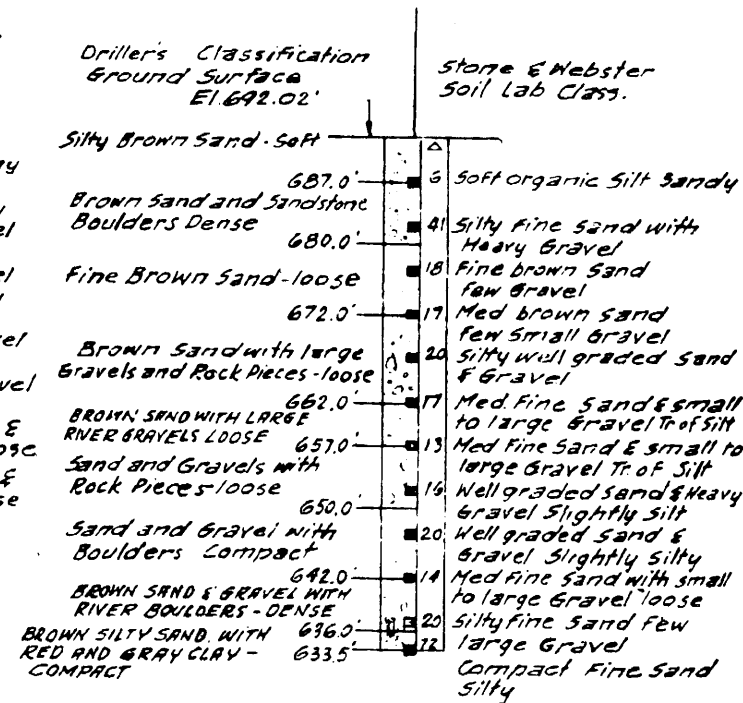 Driller's Classification
Ground Surface
El. 692.02'
Silty Brown Sand - Soft
687.0'
Brown Sand and Sandstone
Boulders Dense
680.0'
Fine Brown Sand-loose
672.0'
Brown Sand with large
Gravels and Rock Pieces-loose
662.0'
BROWN SAND WITH LARGE
RIVER GRAVELS LOOSE
657.0'
Sand and Gravels with
Rock Pieces-loose
650.0'
Sand and Gravel with
Boulders Compact
642.0'
BROWN SAND & GRAVEL WITH
RIVER BOULDERS - DENSE
636.0'
BROWN SILTY SAND WITH
RED AND GRAY CLAY -
COMPACT
633.5'
Stone & Webster
Soil Lab Class.
6 Soft organic Silt Sandy
41 Silty Fine Sand with
Heavy Gravel
18 Fine brown Sand
few Gravel
Med brown sand
few Small Gravel
20 Silty well graded Sand
& Gravel
17 Med. Fine Sand & small
to large Gravel Tr of Silt
13 Med Fine Sand & small to
large Gravel Tr. of Silt
Well graded Sand & Heavy
Gravel Slightly Silt
20 Well graded Sand &
Gravel Slightly Silty
14 Med Fine Sand with small
to large Gravel loose
Silty fine Sand Few
large Gravel
Compact Fine Sand
Silty